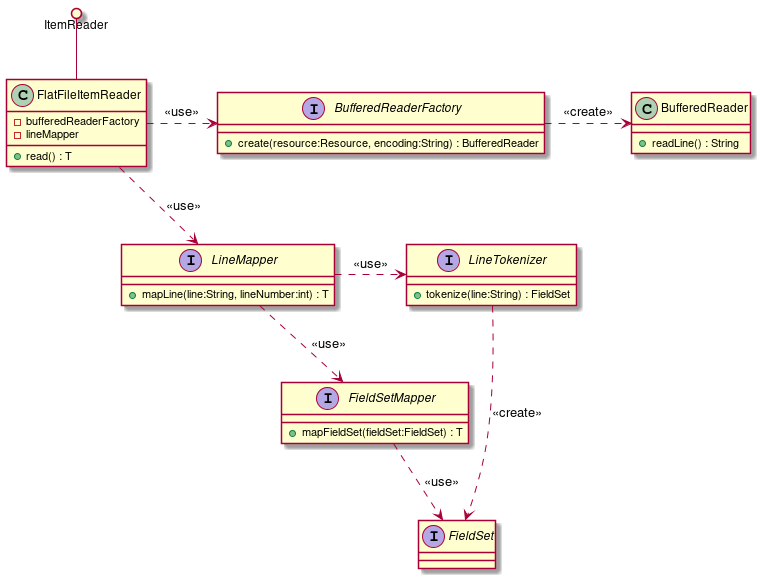 ItemReader
C FlatFileItemReader
bufferedReaderFactory
lineMapper
read() : T
«use»
I BufferedReaderFactory
create(resource:Resource, encoding:String) : BufferedReader
«create»
C BufferedReader
readLine() : String
«use»
I LineMapper
mapLine(line:String, lineNumber:int) : T
«use»
I LineTokenizer
tokenize(line:String) : FieldSet
«use»
I FieldSetMapper
mapFieldSet(fieldSet:FieldSet) : T
«create»
«use»
I FieldSet